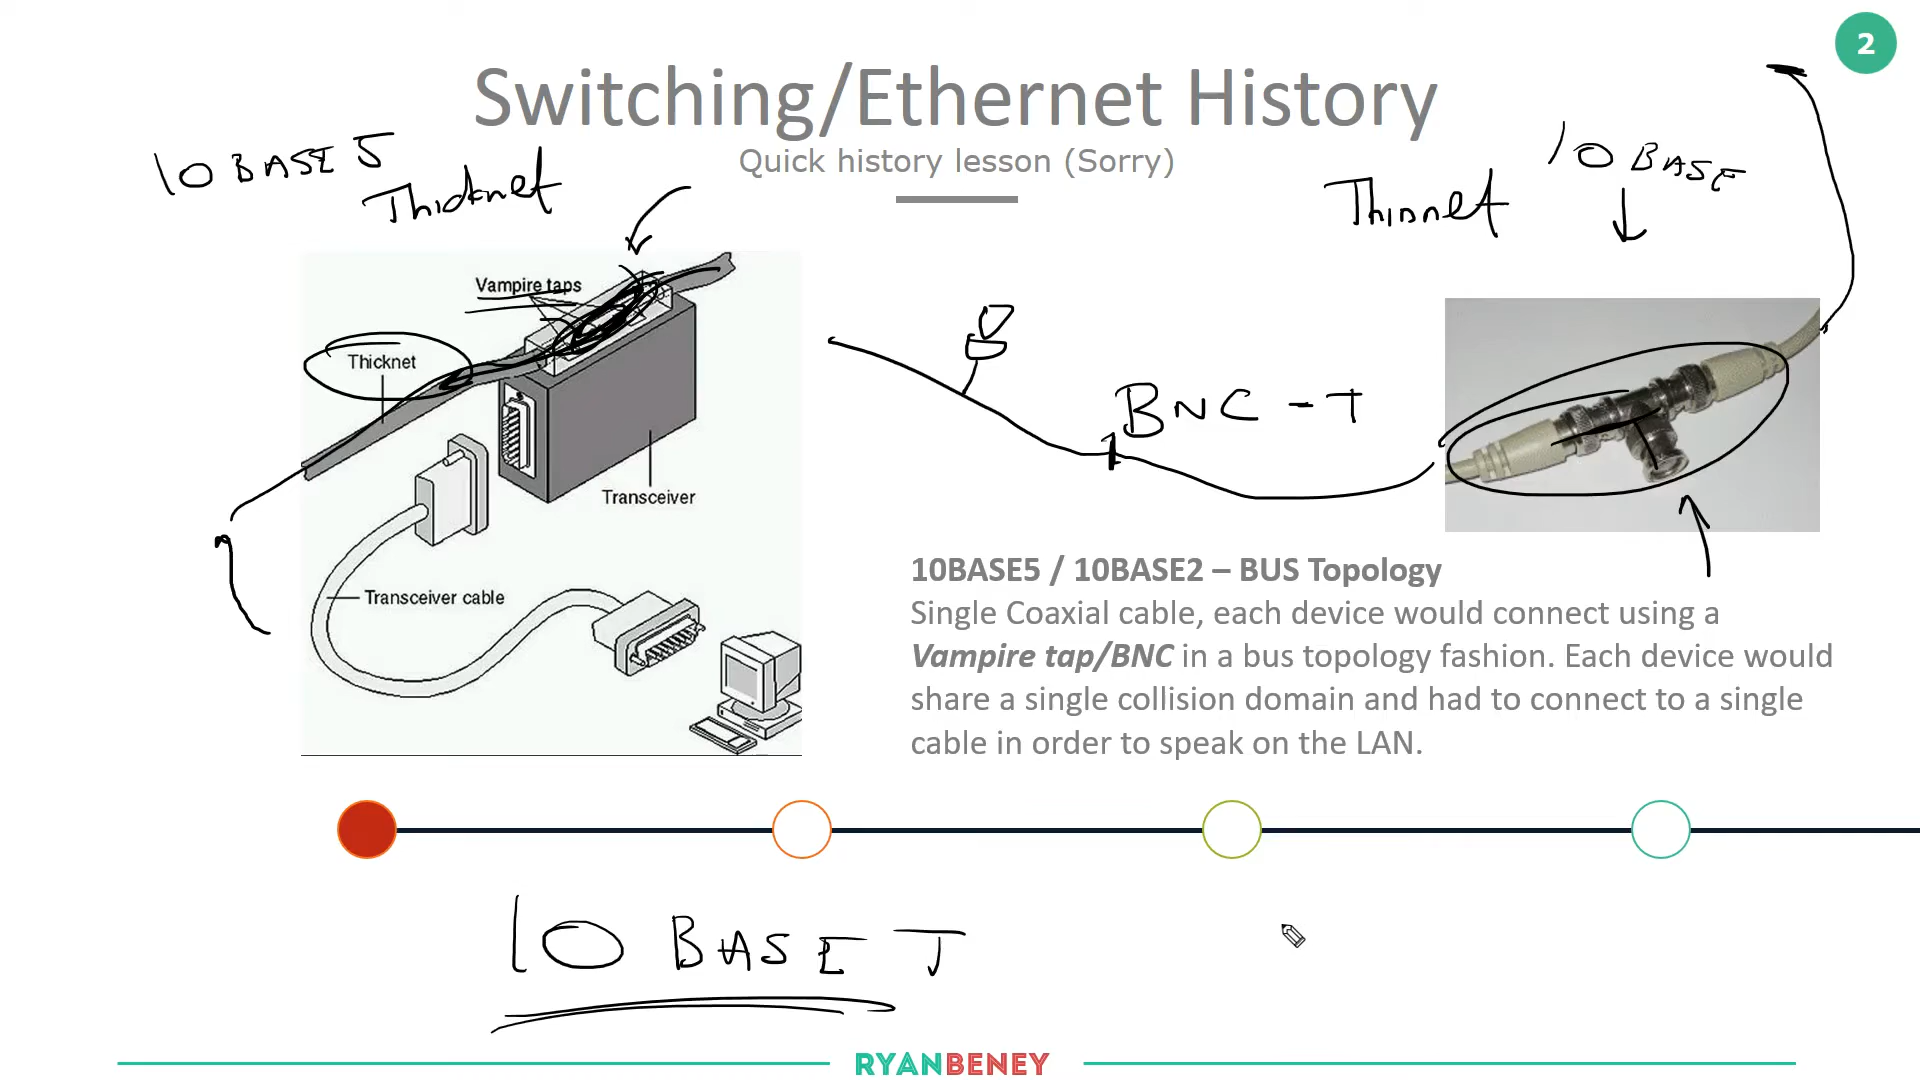 2
Switching/Ethernet History
Quick history lesson (Sorry)
10 BASE 5
Thicknet
Thinnet
10 BASE
Vampire taps
Thicknet
Transceiver
Transceiver cable
BNC - T
10BASE5 / 10BASE2 – BUS Topology
Single Coaxial cable, each device would connect using a
Vampire tap/BNC in a bus topology fashion. Each device would
share a single collision domain and had to connect to a single
cable in order to speak on the LAN.
10 BASE T
RYANBENEY